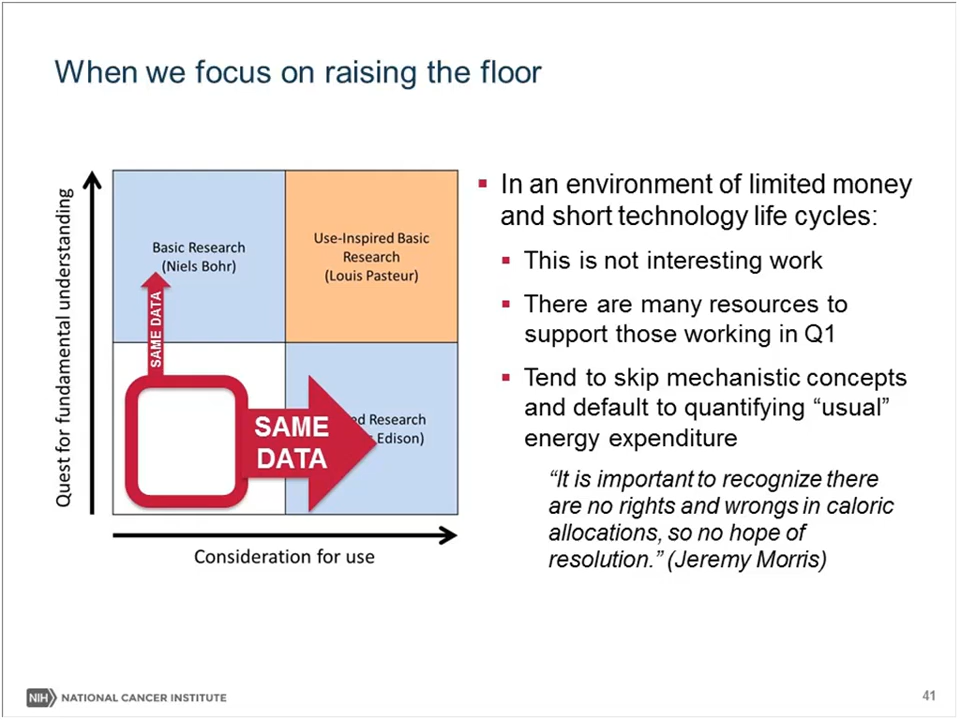 When we focus on raising the floor
Quest for fundamental understanding
Basic Research
(Niels Bohr)
Use-Inspired Basic
Research
(Louis Pasteur)
SAME DATA
SAME
DATA
Research
Edison)
Consideration for use
▪ In an environment of limited money
and short technology life cycles:
▪ This is not interesting work
▪ There are many resources to
support those working in Q1
▪ Tend to skip mechanistic concepts
and default to quantifying “usual”
energy expenditure
“It is important to recognize there
are no rights and wrongs in caloric
allocations, so no hope of
resolution.” (Jeremy Morris)
NIH NATIONAL CANCER INSTITUTE
41